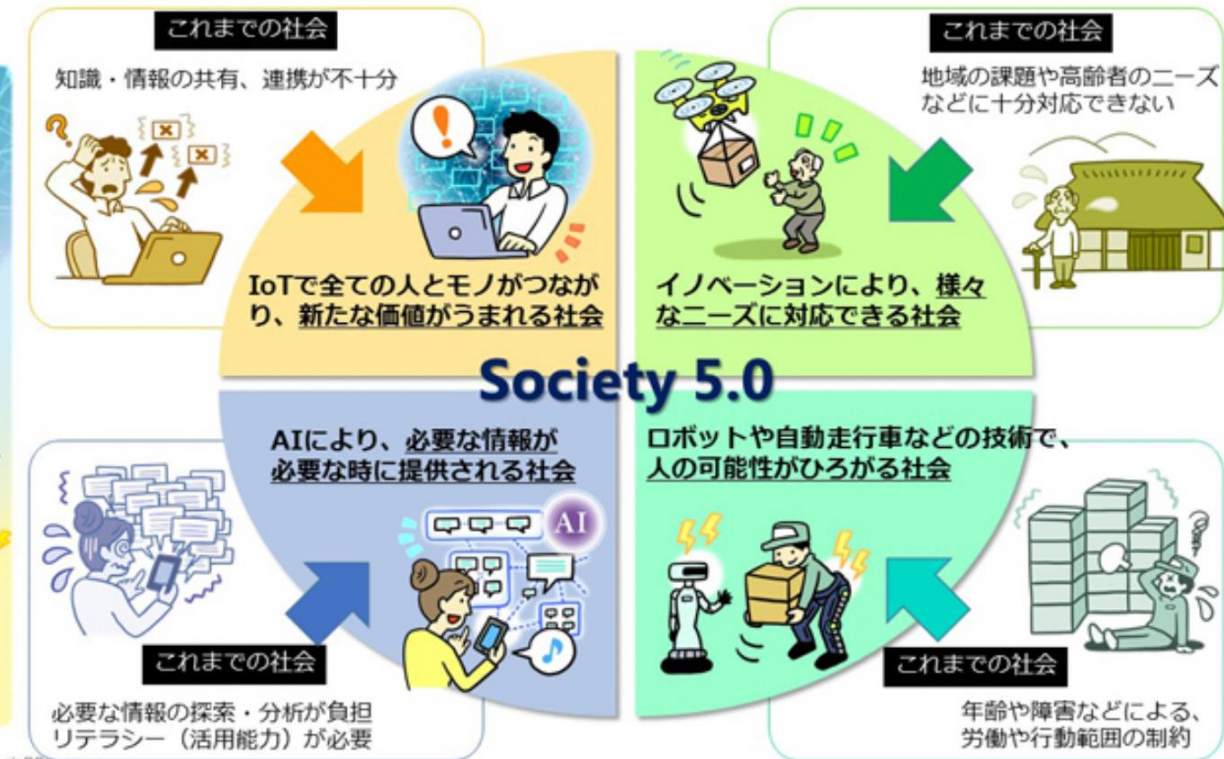 これまでの社会
知識・情報の共有、連携が不十分
IoTで全ての人とモノがつなが
り、新たな価値がうまれる社会
これまでの社会
地域の課題や高齢者のニーズ
などに十分対応できない
イノベーションにより、様々
なニーズに対応できる社会
Society 5.0
AIにより、必要な情報が
必要な時に提供される社会
AI
これまでの社会
必要な情報の探索・分析が負担
リテラシー（活用能力）が必要
ロボットや自動走行車などの技術で、
人の可能性がひろがる社会
これまでの社会
年齢や障害などによる、
労働や行動範囲の制約